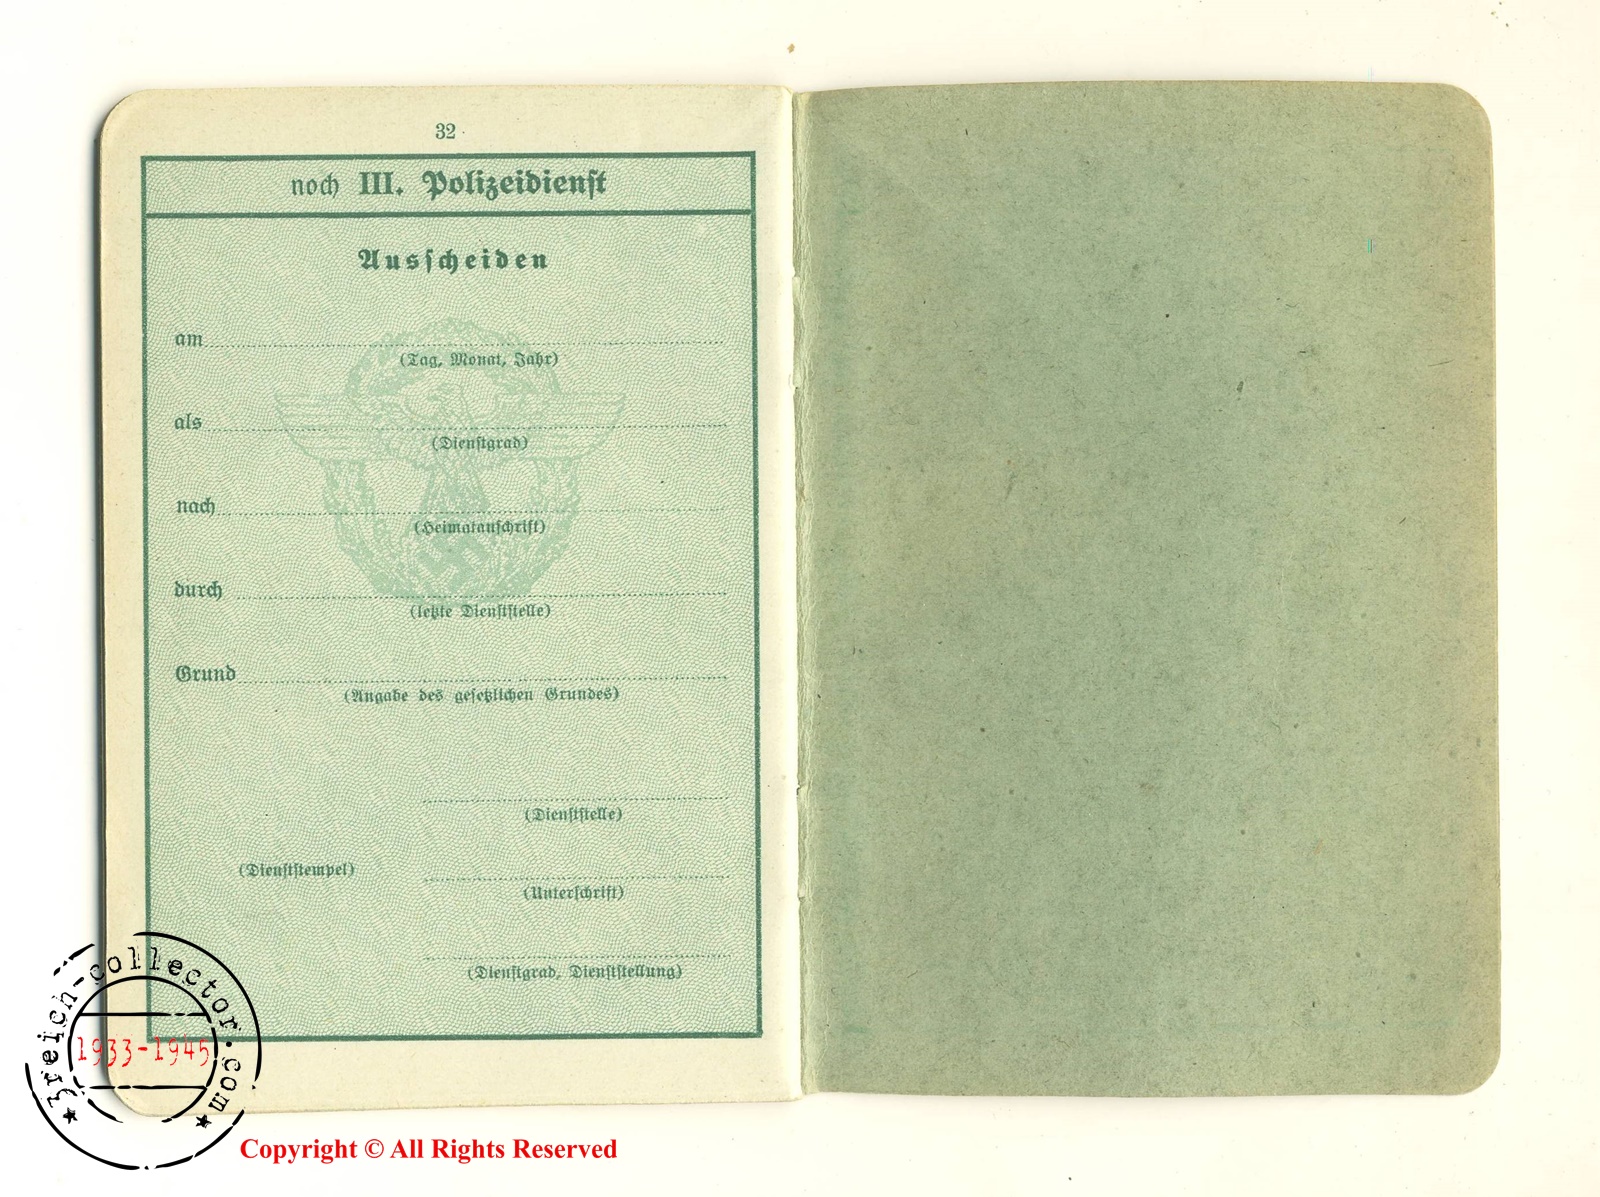 32
noch III. Polizeidienst
Ausscheiden
am
(Tag, Monat, Jahr)
als
(Dienstgrad)
nach
(Heimatanschrift)
durch
(letzte Dienststelle)
Grund
(Angabe des gesetzlichen Grundes)
(Dienststelle)
(Dienststempel)
(Unterschrift)
(Dienstgrad, Dienststellung)
3reich-collector.com
1933-1945
Copyright © All Rights Reserved